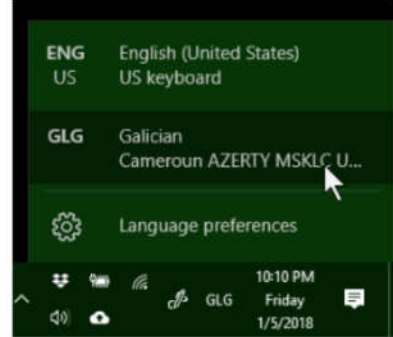 ENG English (United States)
US US keyboard
GLG Galician
Cameroun AZERTY MSKLC U...
Language preferences
10:10 PM
GLG Friday
1/5/2018